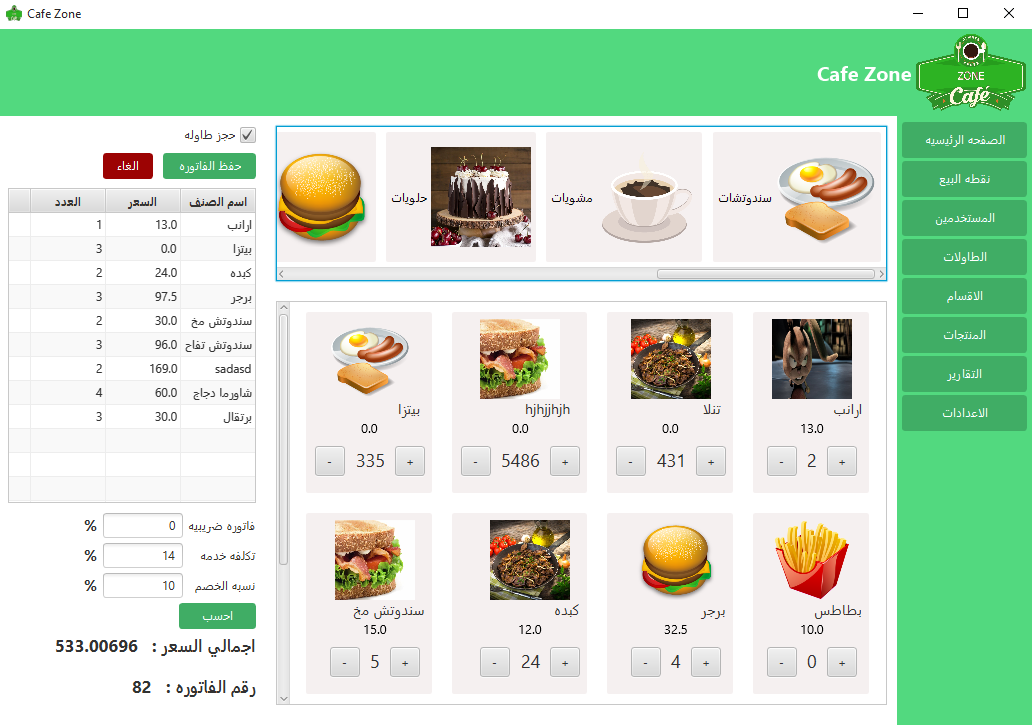 Cafe Zone
Cafe Zone
ZONE
Café
الصفحه الرئيسيه
نقطه البيع
المستخدمين
الطاولات
الاقسام
المنتجات
التقارير
الاعدادات
سندوتشات
مشويات
حلويات
حجز طاوله
حفظ الفاتوره
الغاء
اسم الصنف السعر العدد
ارانب 13.0 1
بيتزا 0.0 3
كبده 24.0 2
برجر 97.5 3
سندوتش مخ 30.0 2
سندوتش تفاح 96.0 3
sadasd 169.0 2
شاورما دجاج 60.0 4
برتقال 30.0 3
ارانب
13.0
- 2 +
تتلا
0.0
- 431 +
hjhjjhjh
0.0
- 5486 +
بيتزا
0.0
- 335 +
بطاطس
10.0
- 0 +
برجر
32.5
- 4 +
كبده
12.0
- 24 +
سندوتش مخ
15.0
- 5 +
فاتوره ضريبيه 0 %
تكلفه خدمه 14 %
نسبه الخصم 10 %
احسب
اجمالي السعر : 533.00696
رقم الفاتوره : 82